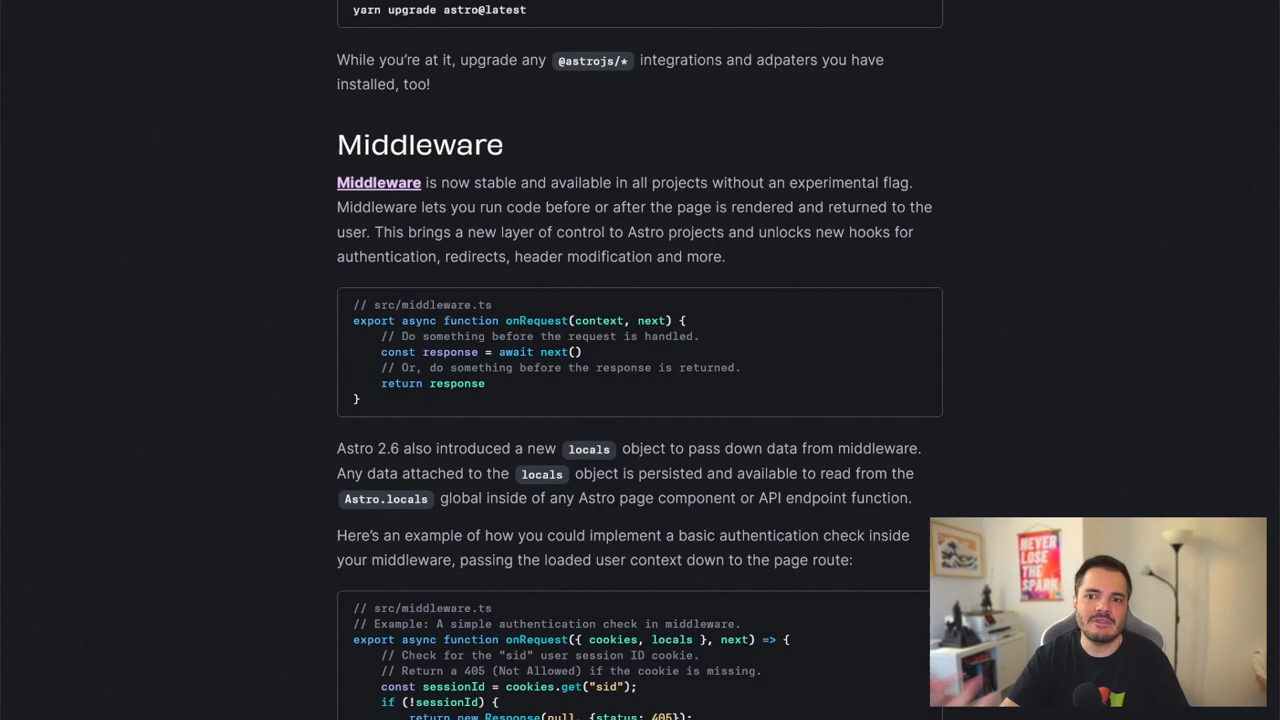 yarn upgrade astro@latest
While you’re at it, upgrade any @astrojs/* integrations and adpaters you have
installed, too!
Middleware
Middleware is now stable and available in all projects without an experimental flag.
Middleware lets you run code before or after the page is rendered and returned to the
user. This brings a new layer of control to Astro projects and unlocks new hooks for
authentication, redirects, header modification and more.
// src/middleware.ts
export async function onRequest(context, next) {
// Do something before the request is handled.
const response = await next()
// Or, do something before the response is returned.
return response
}
Astro 2.6 also introduced a new locals object to pass down data from middleware.
Any data attached to the locals object is persisted and available to read from the
Astro.locals global inside of any Astro page component or API endpoint function.
Here’s an example of how you could implement a basic authentication check inside
your middleware, passing the loaded user context down to the page route:
// src/middleware.ts
// Example: A simple authentication check in middleware.
export async function onRequest({ cookies, locals }, next) => {
// Check for the "sid" user session ID cookie.
// Return a 405 (Not Allowed) if the cookie is missing.
const sessionId = cookies.get("sid");
if (!sessionId) {
return new Response(null, {status: 405});
NEVER
LOSE
THE
SPARK